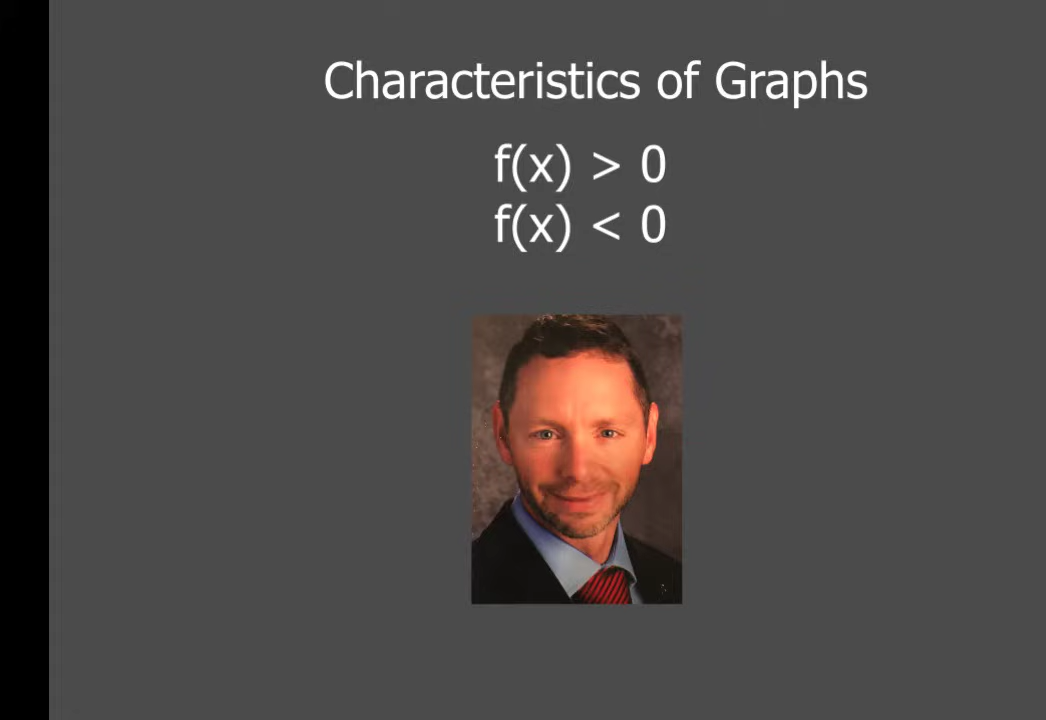 Characteristics of Graphs
f(x) > 0
f(x) < 0